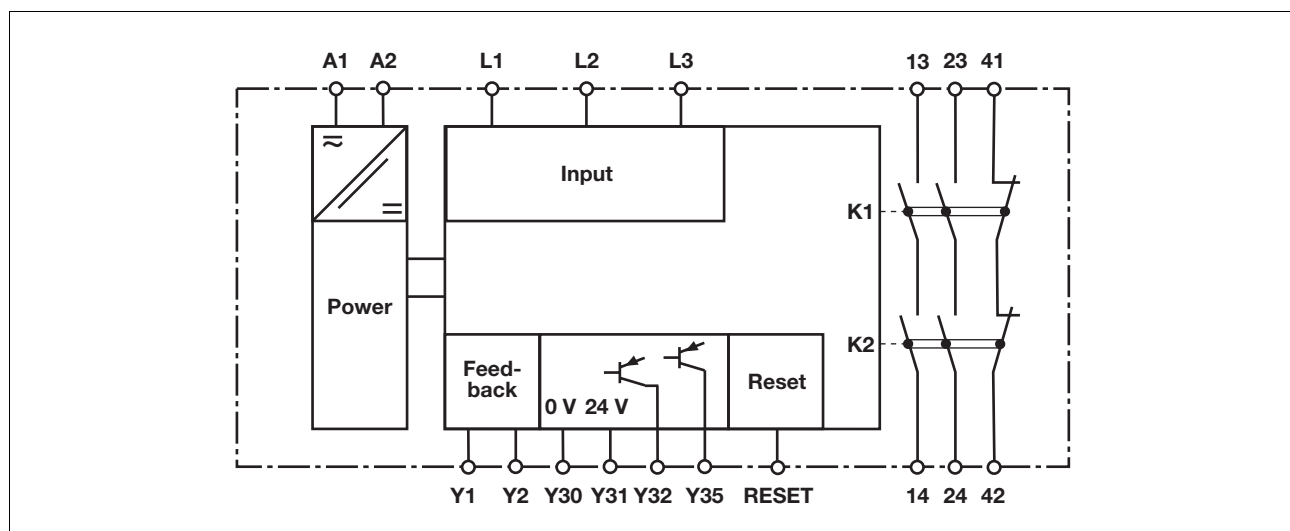 A1 A2 L1 L2 L3 13 23 41
Input
K1
Power
K2
Feed-
back
Reset
0 V 24 V
Y1 Y2 Y30 Y31 Y32 Y35 RESET 14 24 42